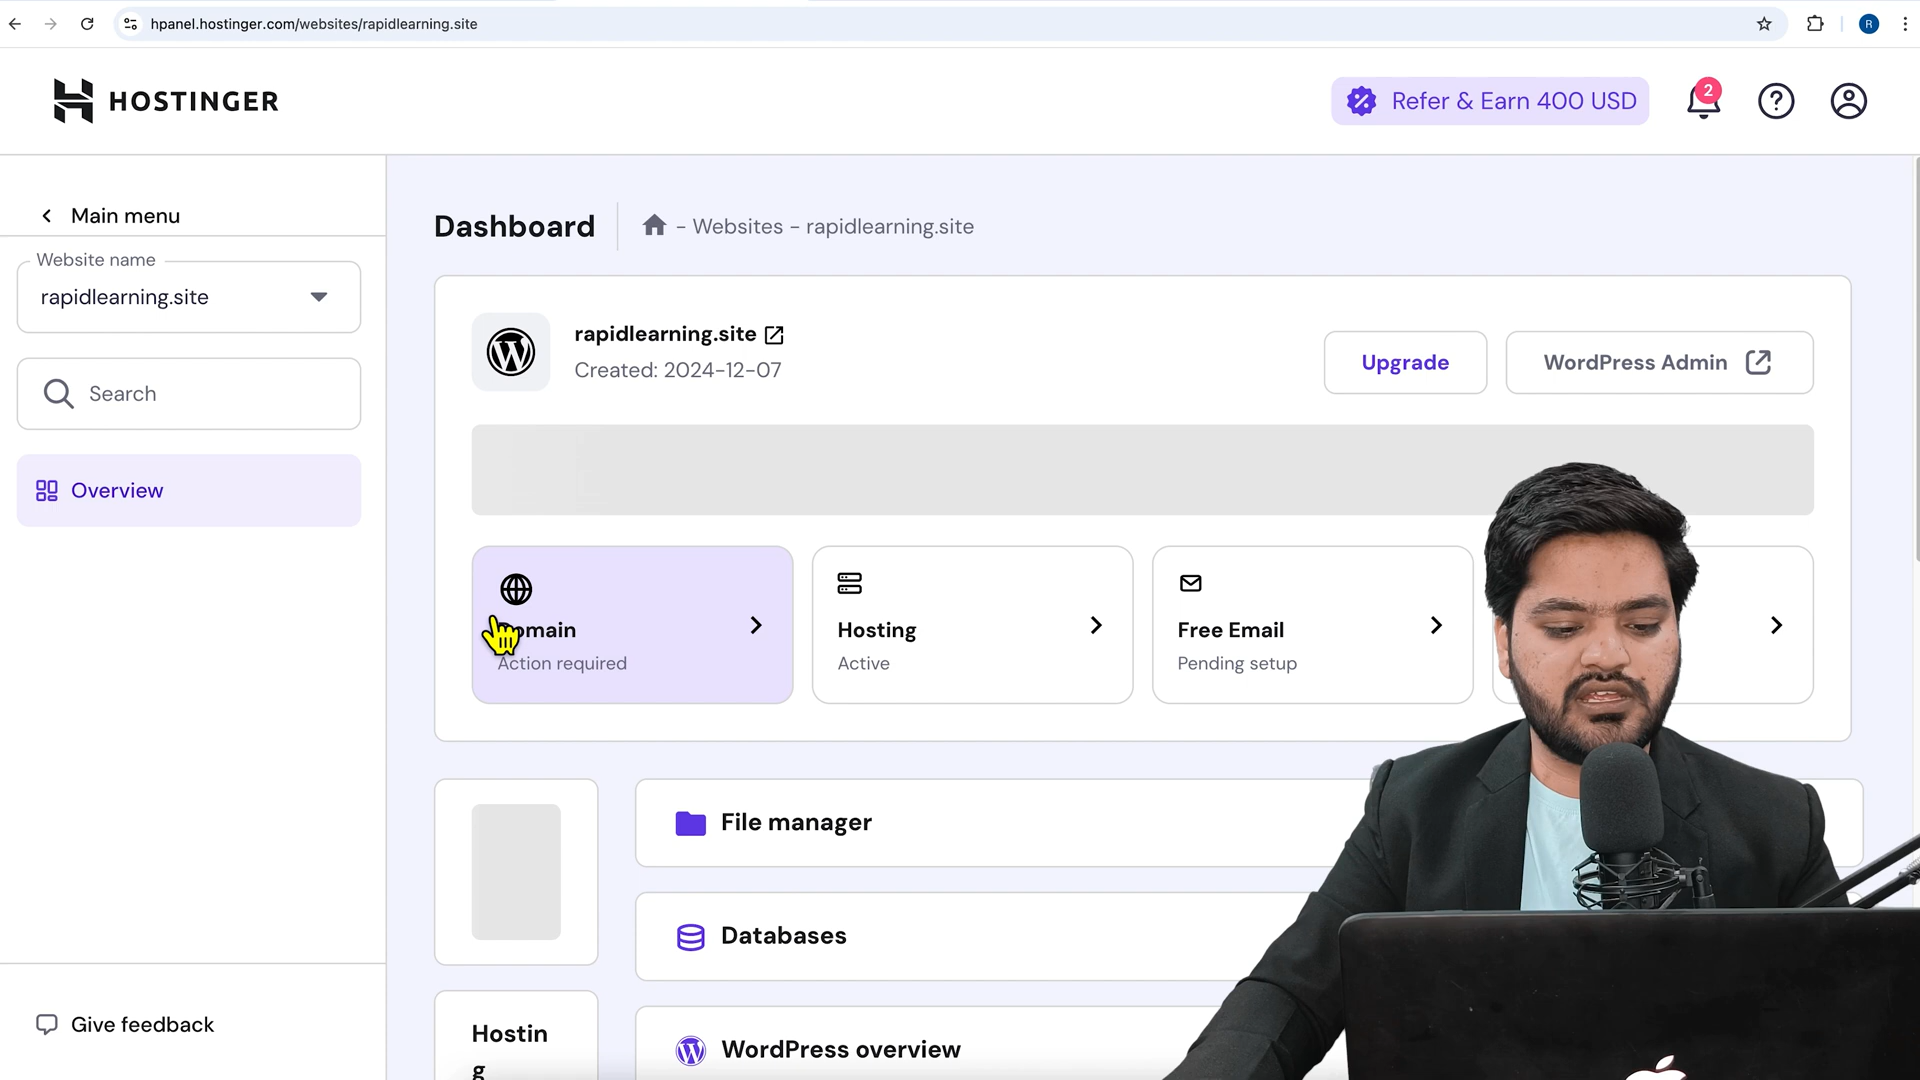 hpanel.hostinger.com/websites/rapidlearning.site
R
HOSTINGER
Refer & Earn 400 USD
2
Main menu
Website name
rapidlearning.site
Search
Overview
Give feedback
Dashboard
- Websites - rapidlearning.site
rapidlearning.site
Created: 2024-12-07
Upgrade
WordPress Admin
Domain
Action required
Hosting
Active
Free Email
Pending setup
File manager
Databases
Hostin
g
WordPress overview